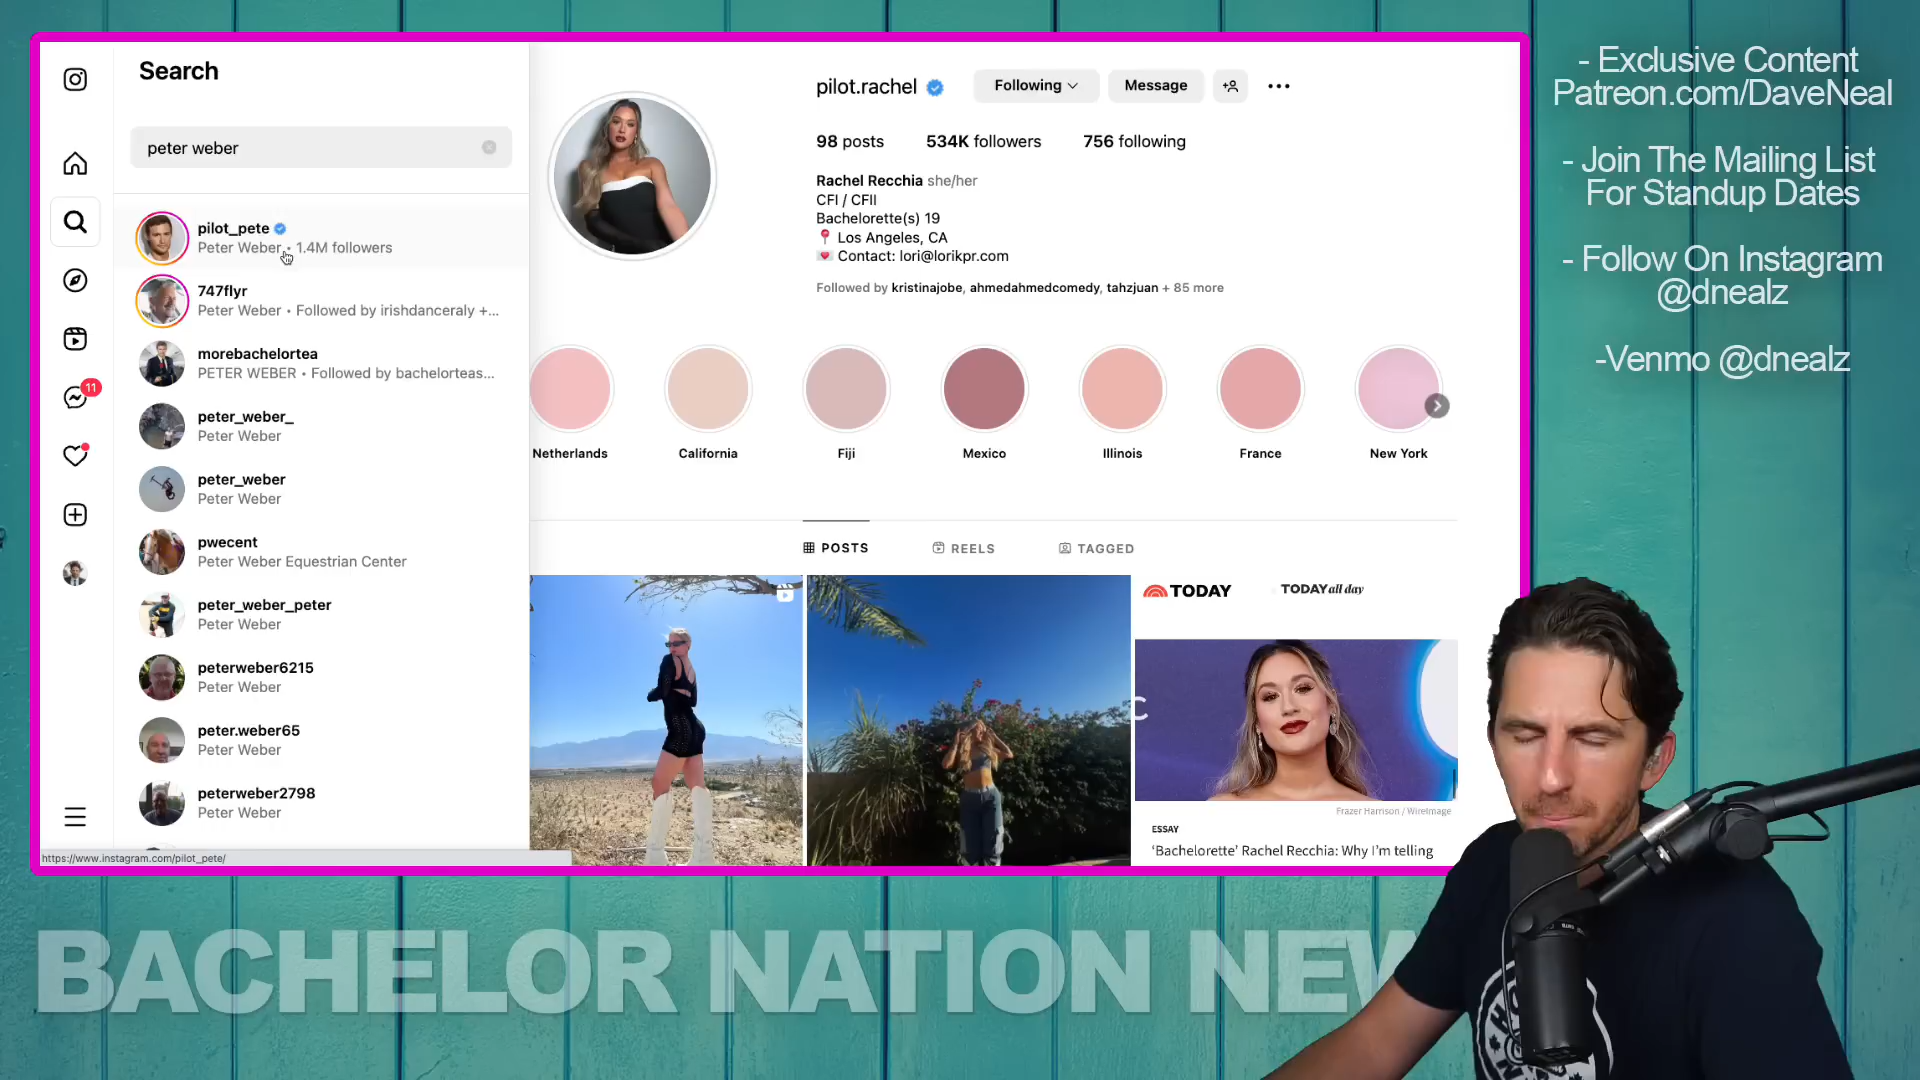 Search
peter weber
pilot_pete
Peter Weber • 1.4M followers
747flyr
Peter Weber • Followed by irishdanceraly +...
morebachelortea
PETER WEBER • Followed by bachelorteas...
peter_weber_
Peter Weber
peter_weber
Peter Weber
pwecent
Peter Weber Equestrian Center
peter_weber_peter
Peter Weber
peterweber6215
Peter Weber
peter.weber65
Peter Weber
peterweber2798
Peter Weber
11
https://www.instagram.com/pilot_pete/
pilot.rachel
Following
Message
98 posts
534K followers
756 following
Rachel Recchia she/her
CFI / CFII
Bachelorette(s) 19
📍 Los Angeles, CA
💌 Contact: lori@lorikpr.com
Followed by kristinajobe, ahmedahmedcomedy, tahzjuan + 85 more
Netherlands
California
Fiji
Mexico
Illinois
France
New York
POSTS
REELS
TAGGED
TODAY
TODAY all day
Frazer Harrison / WireImage
ESSAY
‘Bachelorette’ Rachel Recchia: Why I’m telling
- Exclusive Content
Patreon.com/DaveNeal
- Join The Mailing List
For Standup Dates
- Follow On Instagram
@dnealz
-Venmo @dnealz
BACHELOR NATION NEW